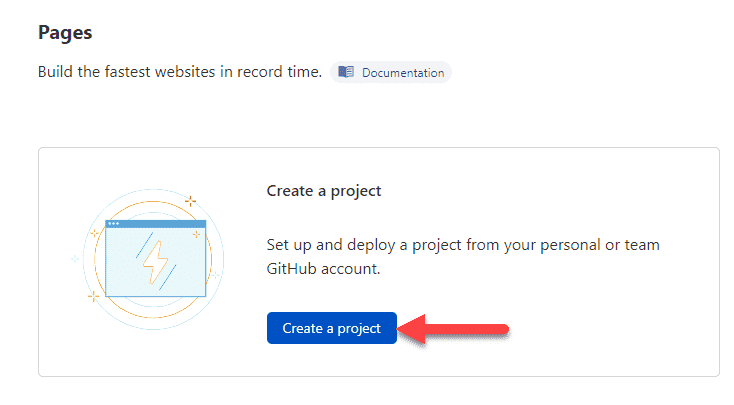 Pages
Build the fastest websites in record time. Documentation
Create a project
Set up and deploy a project from your personal or team
GitHub account.
Create a project